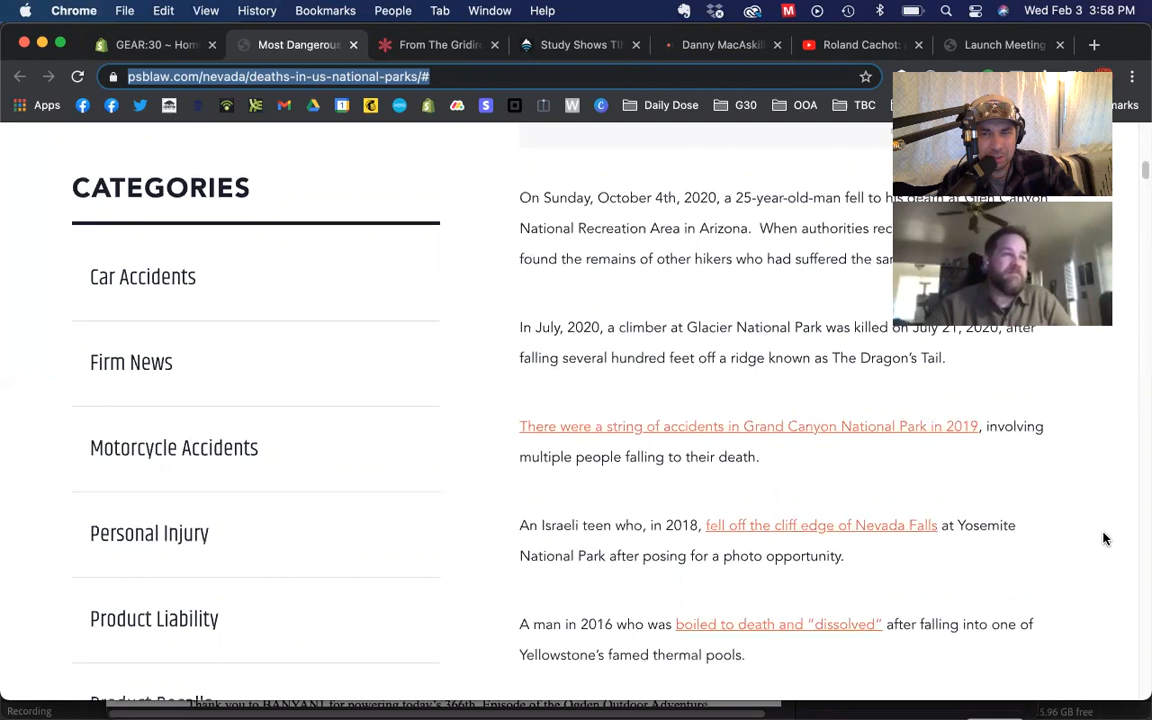 Chrome File Edit View History Bookmarks People Tab Window Help Wed Feb 3 3:58 PM
GEAR:30 ~ Hom Most Dangerou From The Gridir Study Shows TI Danny MacAskil Roland Cachot: Launch Meeting
psblaw.com/nevada/deaths-in-us-national-parks/#
Apps Daily Dose G30 OOA TBC marks
CATEGORIES
Car Accidents
Firm News
Motorcycle Accidents
Personal Injury
Product Liability
On Sunday, October 4th, 2020, a 25-year-old-man fell to his death at Glen Canyon
National Recreation Area in Arizona. When authorities rec
found the remains of other hikers who had suffered the sa
In July, 2020, a climber at Glacier National Park was killed on July 21, 2020, after
falling several hundred feet off a ridge known as The Dragon's Tail.
There were a string of accidents in Grand Canyon National Park in 2019, involving
multiple people falling to their death.
An Israeli teen who, in 2018, fell off the cliff edge of Nevada Falls at Yosemite
National Park after posing for a photo opportunity.
A man in 2016 who was boiled to death and “dissolved” after falling into one of
Yellowstone's famed thermal pools.
Product Recalls
Thank you to BANYAN for powering today's 366th Episode of the Ogden Outdoor Adventure
Recording 5.96 GB free